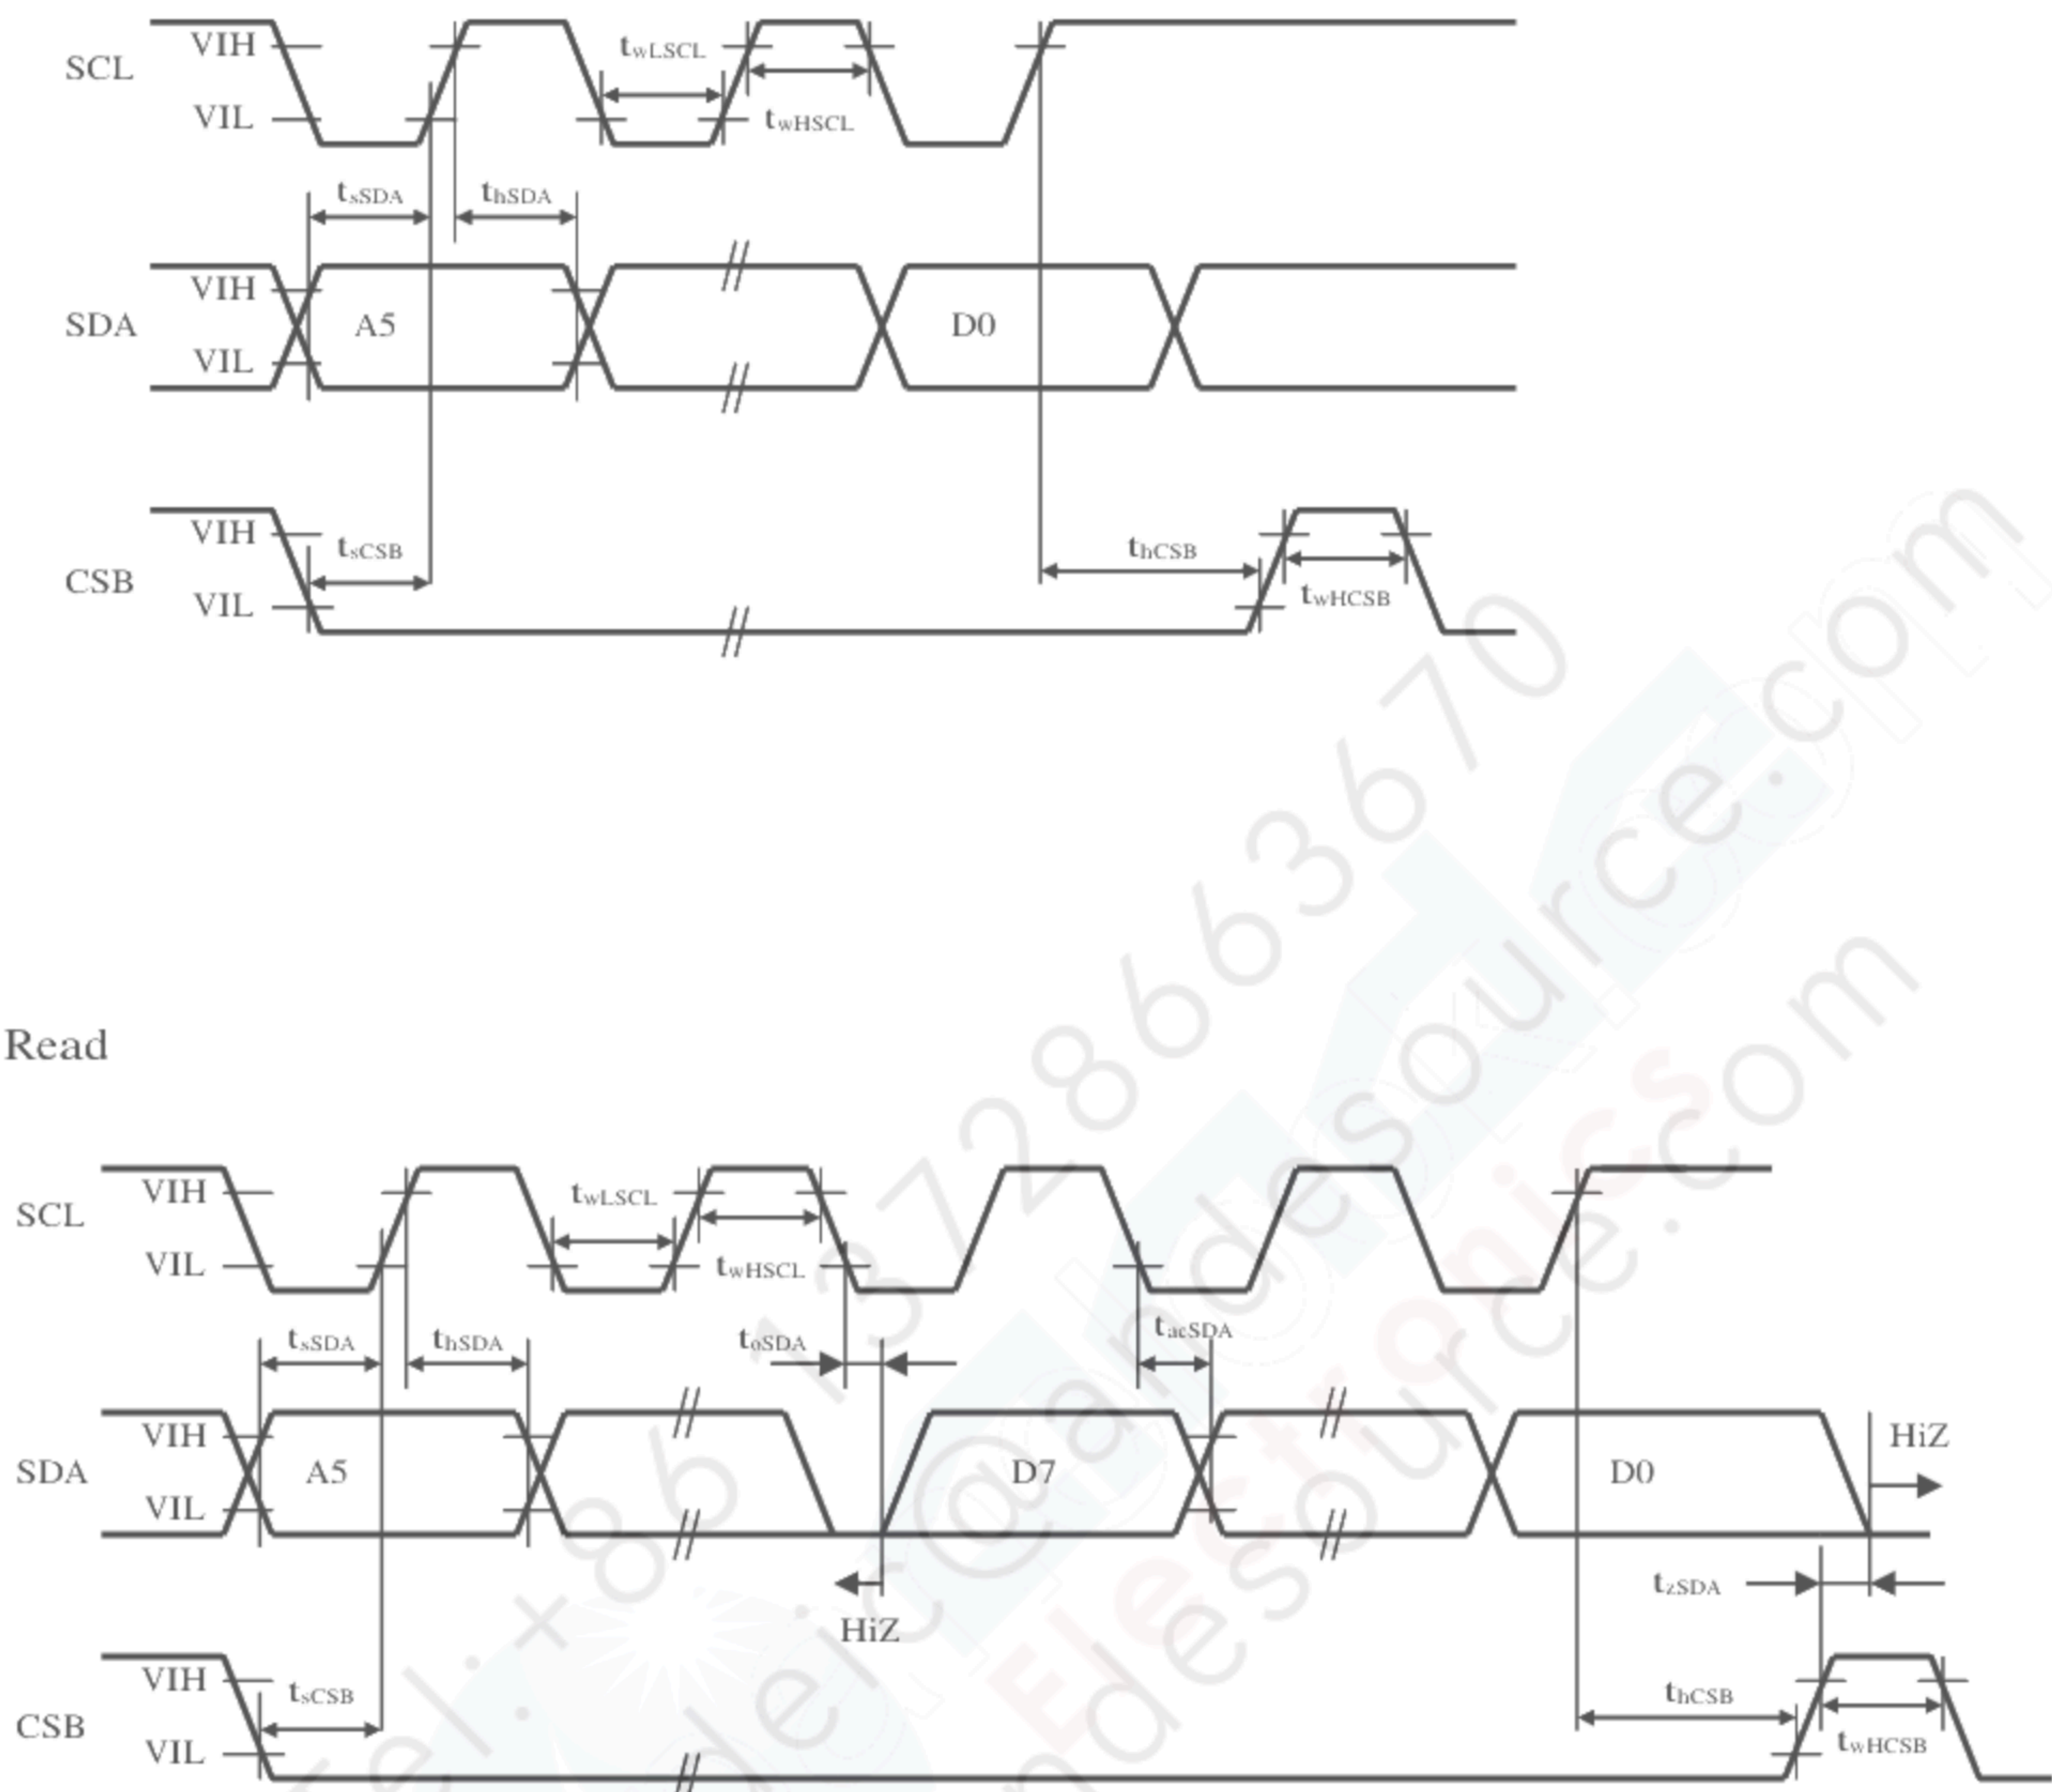 SCL VIH VIL twLSCL twHSCL
tsSDA thSDA
SDA VIH VIL A5 D0
CSB VIH VIL tsCSB thCSB twHCSB
Read
SCL VIH VIL twLSCL twHSCL
tsSDA thSDA toSDA tacSDA
SDA VIH VIL A5 D7 D0 HiZ
HiZ
tzSDA
CSB VIH VIL tsCSB thCSB twHCSB
13728663670
Electronics